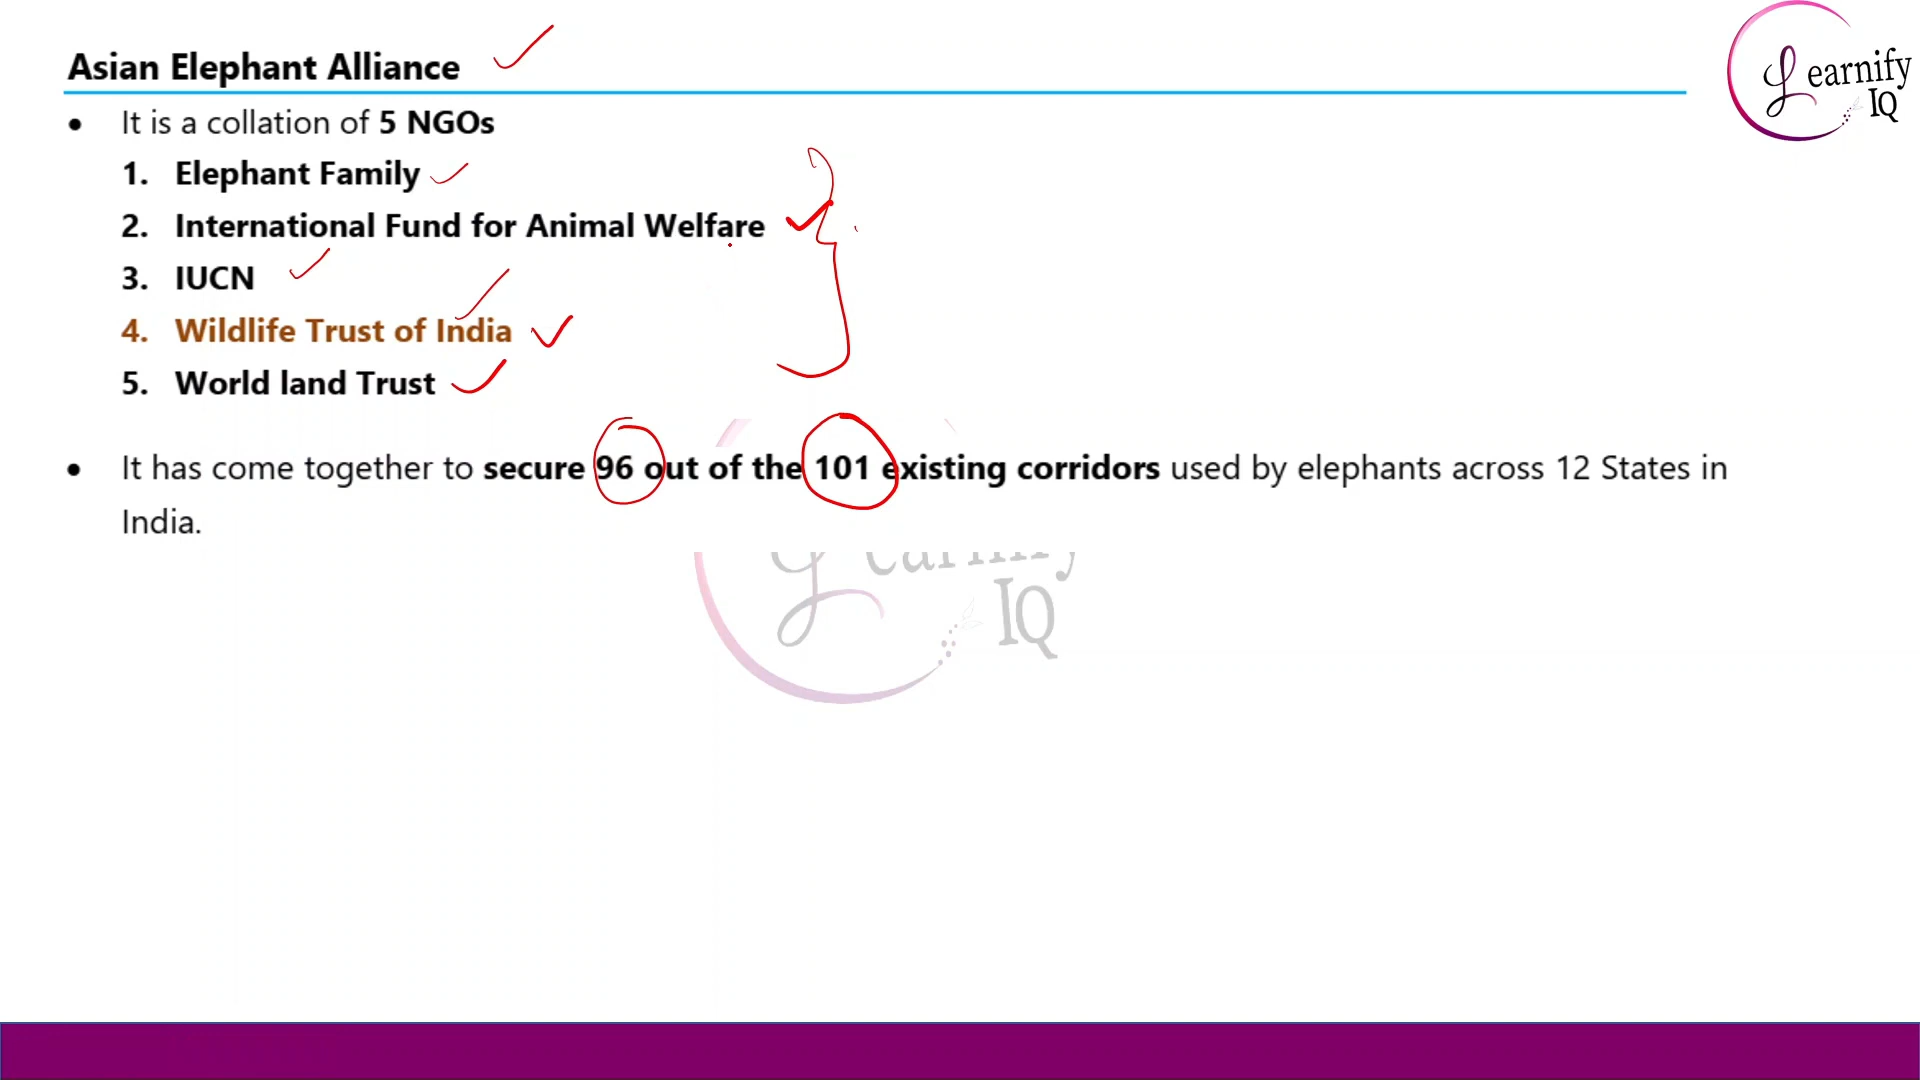 Asian Elephant Alliance
Learnify
IQ
• It is a collation of 5 NGOs
1. Elephant Family
2. International Fund for Animal Welfare
3. IUCN
4. Wildlife Trust of India
5. World land Trust
• It has come together to secure 96 out of the 101 existing corridors used by elephants across 12 States in
India.
Learnify
IQ